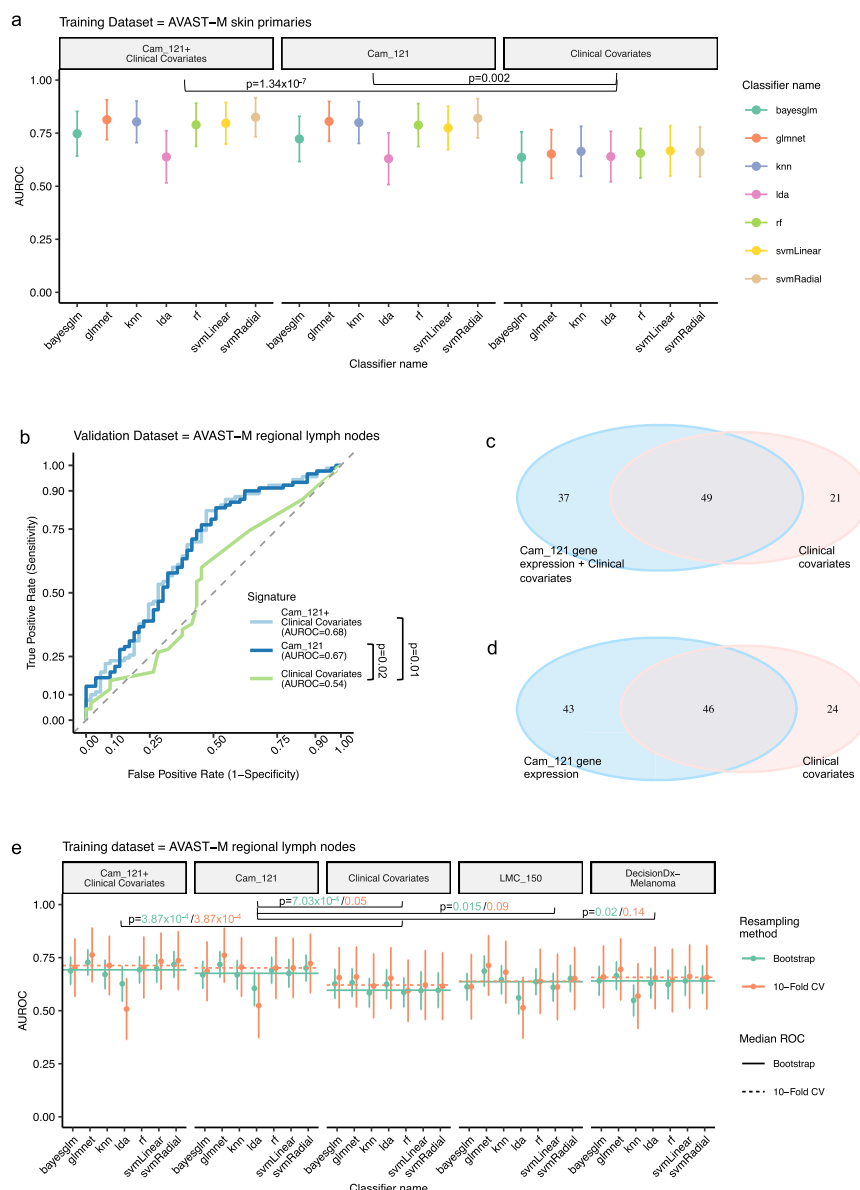 a
Training Dataset = AVAST−M skin primaries
Cam_121+
Clinical Covariates
Cam_121
Clinical Covariates
p=1.34x10-7
p=0.002
1.00
0.75
0.50
0.25
0.00
AUROC
bayesglm
glmnet
knn
lda
rf
svmLinear
svmRadial
bayesglm
glmnet
knn
lda
rf
svmLinear
svmRadial
bayesglm
glmnet
knn
lda
rf
svmLinear
svmRadial
Classifier name
Classifier name
bayesglm
glmnet
knn
lda
rf
svmLinear
svmRadial
b
Validation Dataset = AVAST−M regional lymph nodes
1.00
0.90
0.75
0.50
0.25
0.10
0.00
True Positive Rate (Sensitivity)
Signature
Cam_121+
Clinical Covariates
(AUROC=0.68)
Cam_121
(AUROC=0.67)
Clinical Covariates
(AUROC=0.54)
p=0.02
p=0.01
0.00
0.10
0.25
0.50
0.75
0.90
1.00
False Positive Rate (1−Specificity)
c
37
49
21
Cam_121 gene
expression + Clinical
covariates
Clinical
covariates
d
43
46
24
Cam_121 gene
expression
Clinical
covariates
e
Training dataset = AVAST−M regional lymph nodes
Cam_121+
Clinical Covariates
Cam_121
Clinical Covariates
LMC_150
DecisionDx−
Melanoma
p=7.03x10-4/0.05
p=0.015/0.09
p=0.02/0.14
p=3.87x10-4/3.87x10-4
1.00
0.75
0.50
0.25
0.00
AUROC
bayesglm
glmnet
knn
lda
rf
svmLinear
svmRadial
bayesglm
glmnet
knn
lda
rf
svmLinear
svmRadial
bayesglm
glmnet
knn
lda
rf
svmLinear
svmRadial
bayesglm
glmnet
knn
lda
rf
svmLinear
svmRadial
bayesglm
glmnet
knn
lda
rf
svmLinear
svmRadial
Classifier name
Resampling
method
Bootstrap
10−Fold CV
Median ROC
Bootstrap
10−Fold CV